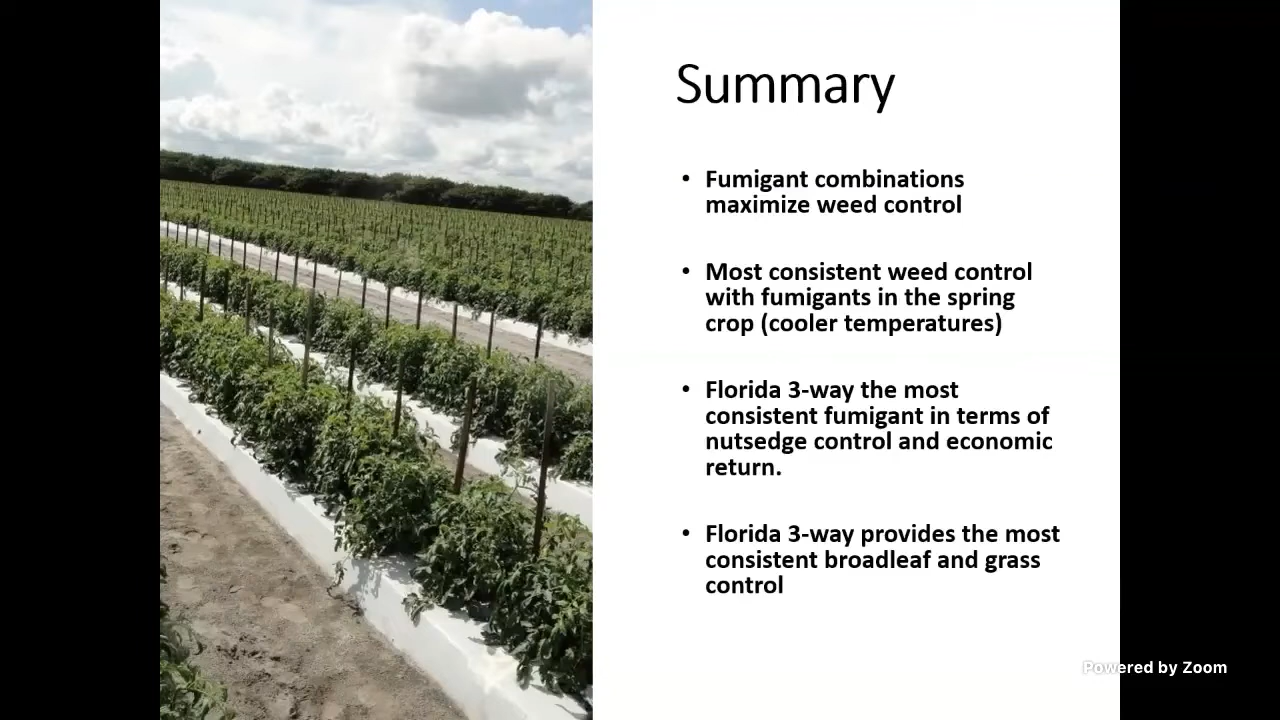 Summary
• Fumigant combinations
maximize weed control
• Most consistent weed control
with fumigants in the spring
crop (cooler temperatures)
• Florida 3-way the most
consistent fumigant in terms of
nutsedge control and economic
return.
• Florida 3-way provides the most
consistent broadleaf and grass
control
Powered by Zoom